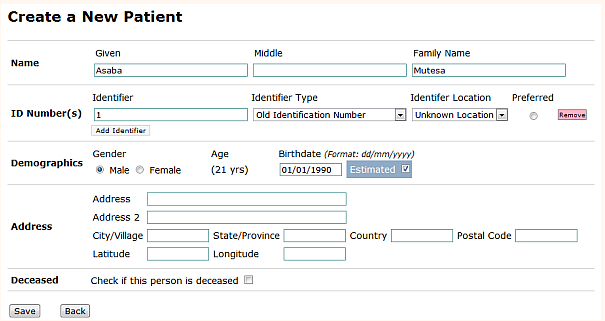 Create a New Patient
Given Middle Family Name
Name Asaba Mutesa
Identifier Identifier Type Identifer Location Preferred
ID Number(s) 1 Old Identification Number Unknown Location Remove
Add Identifier
Gender Age Birthdate (Format: dd/mm/yyyy)
Demographics Male Female (21 yrs) 01/01/1990 Estimated
Address
Address 2
Address
City/Village State/Province Country Postal Code
Latitude Longitude
Deceased Check if this person is deceased
Save Back